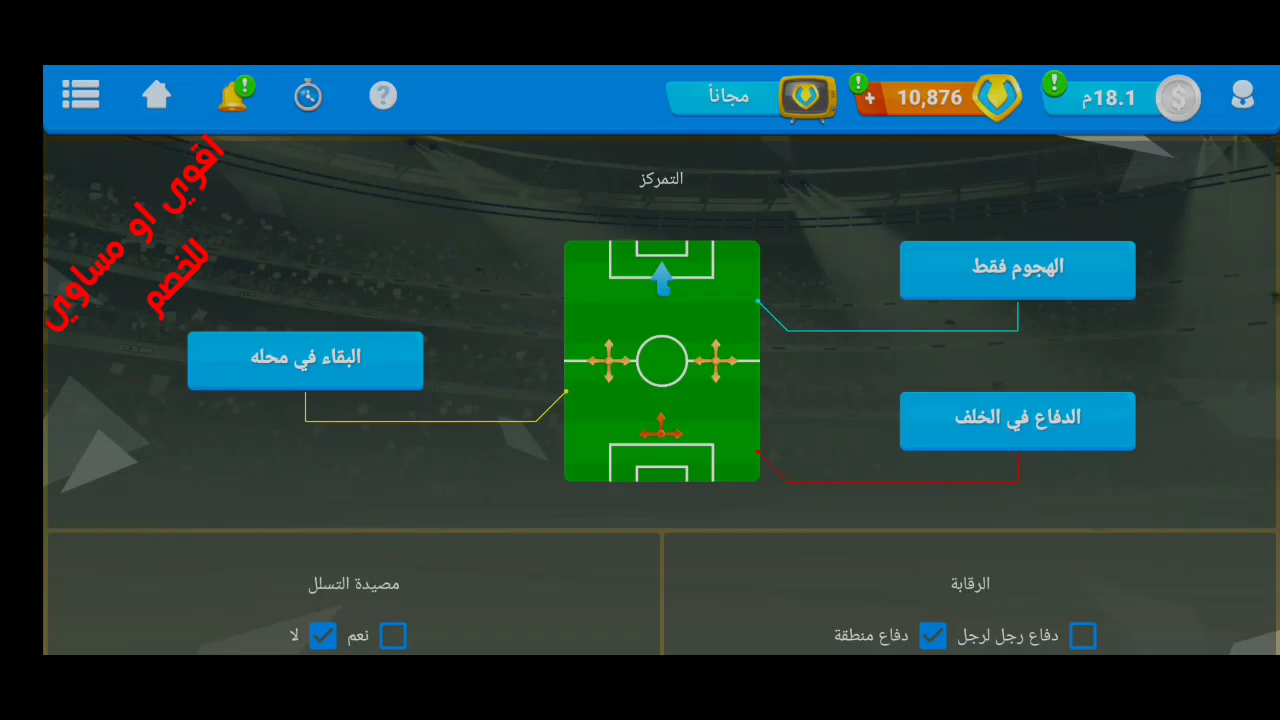 18.1م
10,876
+
مجاناً
?
اقوي او مساوي
للخصم
التمركز
الهجوم فقط
البقاء في محله
الدفاع في الخلف
الرقابة
دفاع رجل لرجل
دفاع منطقة
مصيدة التسلل
نعم
لا